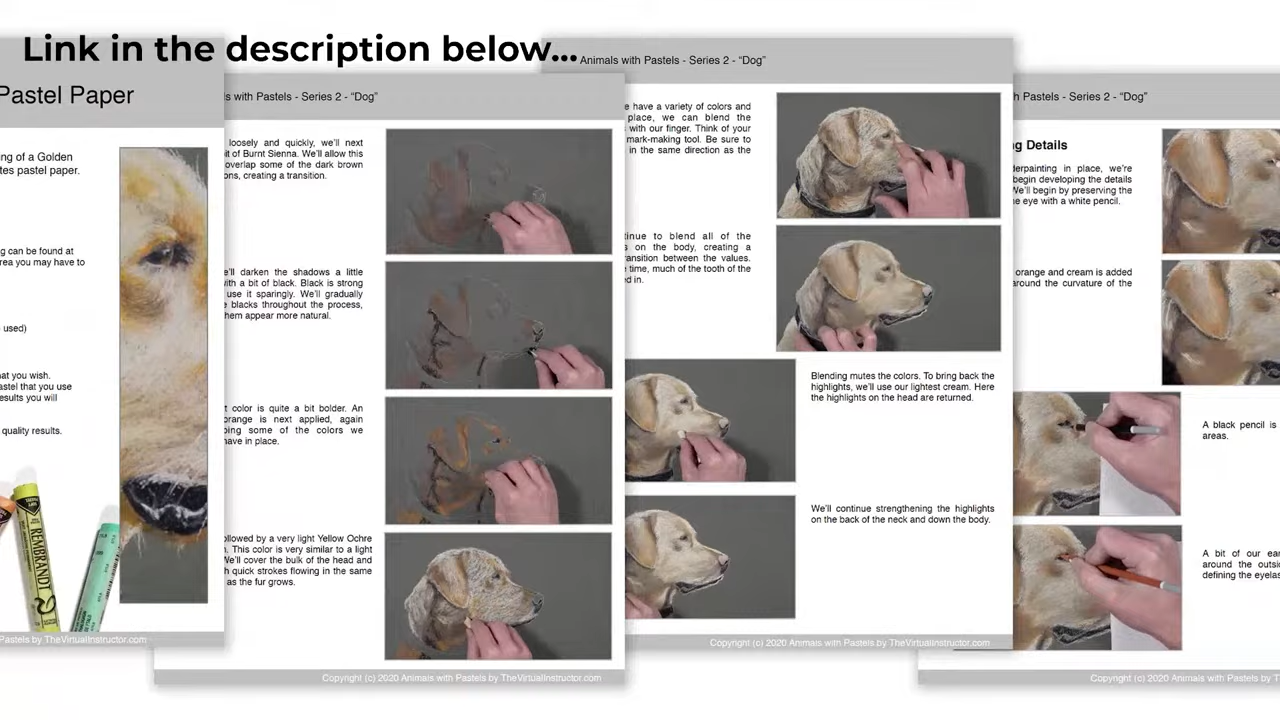 Link in the description below...
Pastel Paper
ing of a Golden
tes pastel paper.
g can be found at
rea you may have to
used)
at you wish.
astel that you use
esults you will
quality results.
REMBRANDT
Pastels by TheVirtualInstructor.com
ls with Pastels - Series 2 - “Dog”
loosely and quickly, we’ll next
bit of Burnt Sienna. We’ll allow this
overlap some of the dark brown
ons, creating a transition.
e’ll darken the shadows a little
with a bit of black. Black is strong
use it sparingly. We’ll gradually
e blacks throughout the process,
hem appear more natural.
t color is quite a bit bolder. An
orange is next applied, again
ping some of the colors we
have in place.
ollowed by a very light Yellow Ochre
n. This color is very similar to a light
We’ll cover the bulk of the head and
h quick strokes flowing in the same
as the fur grows.
Copyright (c) 2020 Animals with Pastels by TheVirtualInstructor.com
Animals with Pastels - Series 2 - “Dog”
e have a variety of colors and
place, we can blend the
s with our finger. Think of your
mark-making tool. Be sure to
in the same direction as the
tinue to blend all of the
s on the body, creating a
transition between the values.
e time, much of the tooth of the
ed in.
Blending mutes the colors. To bring back the
highlights, we’ll use our lightest cream. Here
the highlights on the head are returned.
We’ll continue strengthening the highlights
on the back of the neck and down the body.
Copyright (c) 2020 Animals with Pastels by TheVirtualInstructor.com
h Pastels - Series 2 - “Dog”
ng Details
derpainting in place, we’re
begin developing the details
We’ll begin by preserving the
he eye with a white pencil.
orange and cream is added
around the curvature of the
A black pencil is
areas.
A bit of our ear
around the outsi
defining the eyelas
Copyright (c) 2020 Animals with Pastels by TheVirtualIns